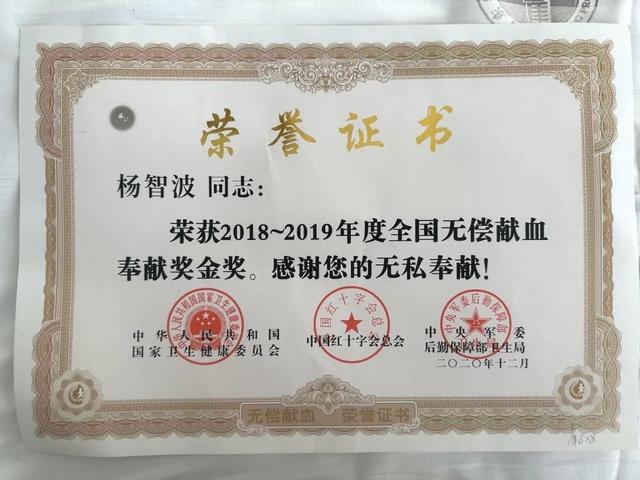 荣誉证书
杨智波 同志：
荣获2018~2019年度全国无偿献血
奉献奖金奖。感谢您的无私奉献！
中华人民共和国
国家卫生健康委员会
中国红十字会总会
中央军委
后勤保障部卫生局
二〇二〇年十二月
无偿献血 荣誉证书